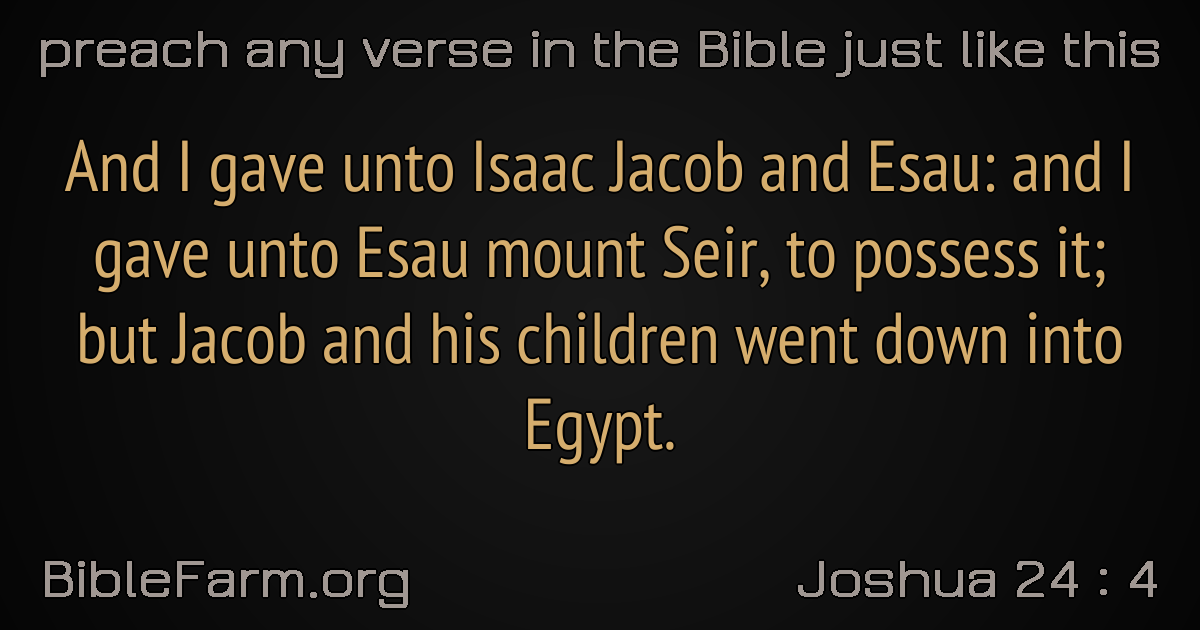 preach any verse in the Bible just like this
And I gave unto Isaac Jacob and Esau: and I
gave unto Esau mount Seir, to possess it;
but Jacob and his children went down into
Egypt.
BibleFarm.org
Joshua 24 : 4